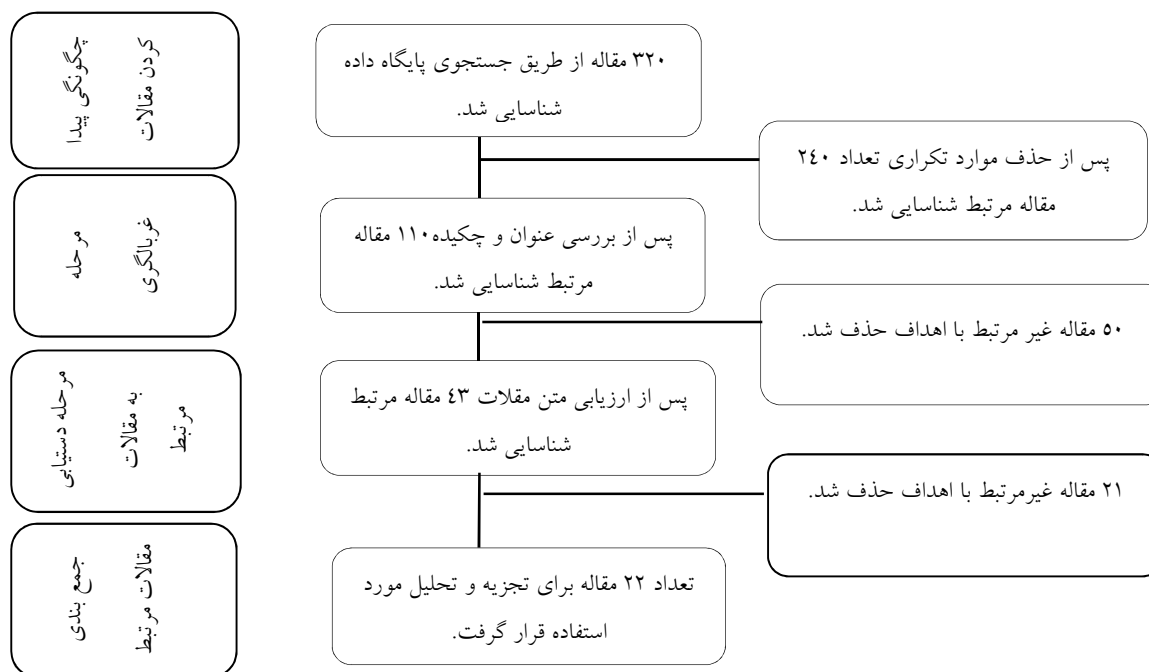 چگونگی پیدا
کردن مقالات
۳۲۰ مقاله از طریق جستجوی پایگاه داده
شناسایی شد.
پس از حذف موارد تکراری تعداد ۲٤۰
مقاله مرتبط شناسایی شد.
مرحله
غربالگری
پس از بررسی عنوان و چکیده۱۱۰ مقاله
مرتبط شناسایی شد.
۵۰ مقاله غیر مرتبط با اهداف حذف شد.
مرحله دستیابی
به مقالات
مرتبط
پس از ارزیابی متن مقلات ٤۳ مقاله مرتبط
شناسایی شد.
۲۱ مقاله غیرمرتبط با اهداف حذف شد.
جمع بندی
مقالات مرتبط
تعداد ۲۲ مقاله برای تجزیه و تحلیل مورد
استفاده قرار گرفت.